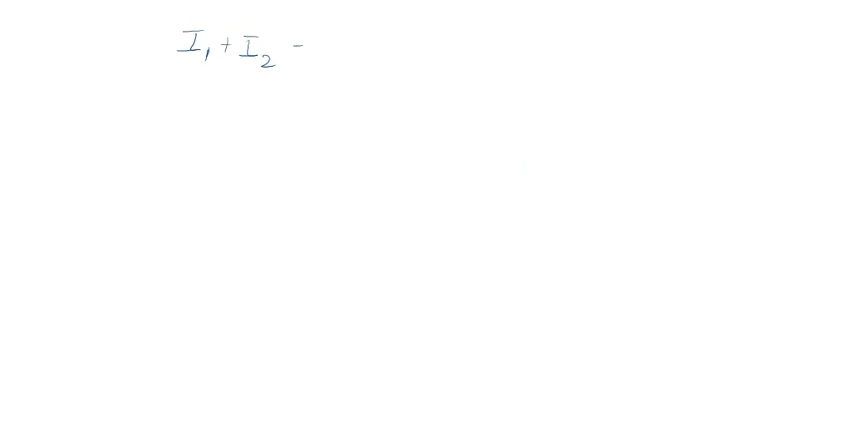 I₁ + I₂ -